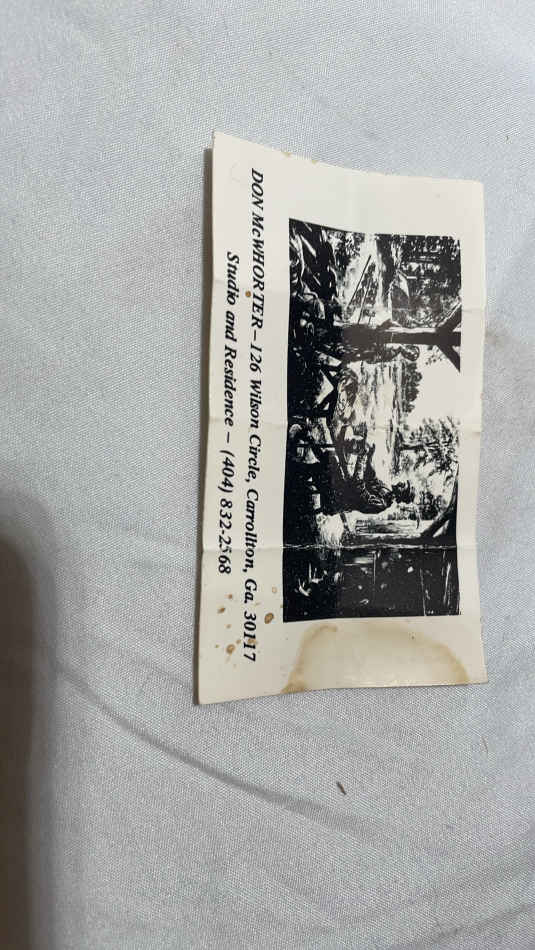 DON McWHORTER – 126 Wilson Circle, Carrollton, Ga. 30117
Studio and Residence – (404) 832-2568